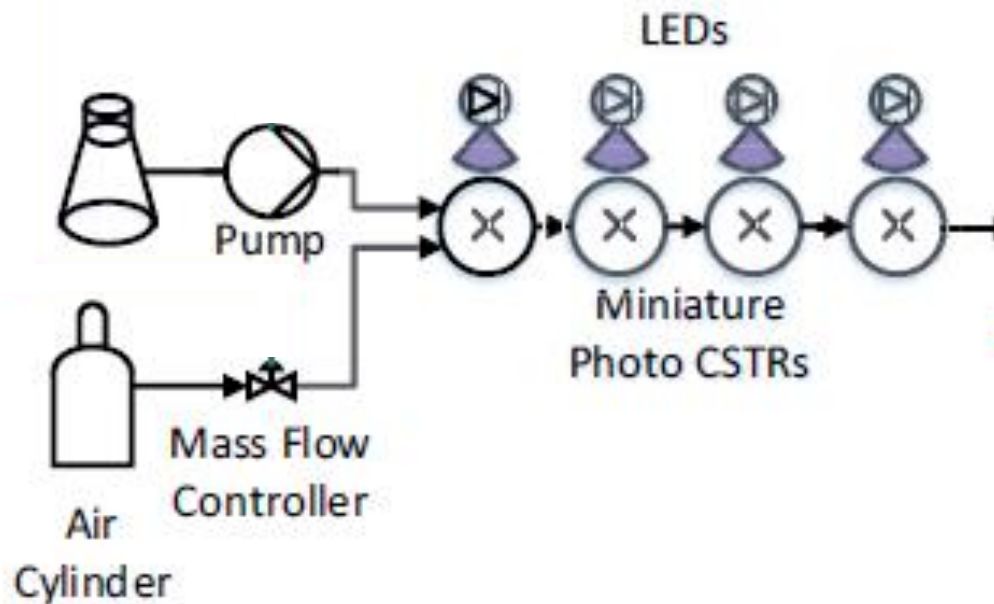 LEDs
Pump
Miniature
Photo CSTRs
Mass Flow
Controller
Air
Cylinder